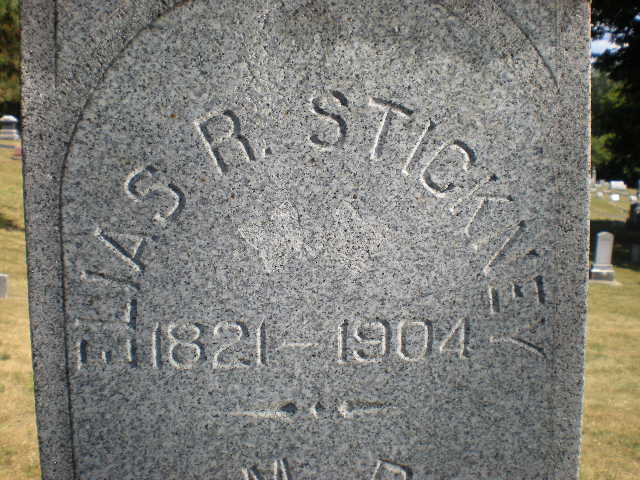 ELIAS R. STICKNEY
1821 – 1904